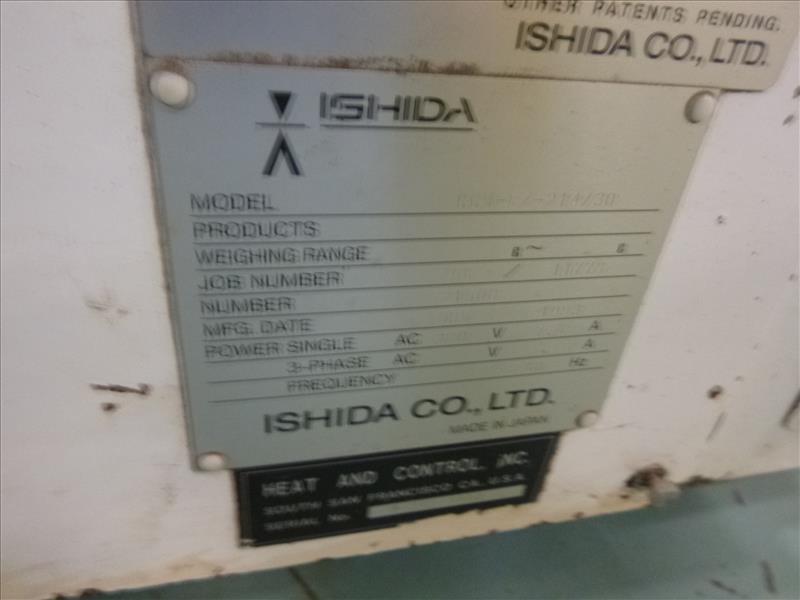 OTHER PATENTS PENDING.
ISHIDA CO., LTD.
ISHIDA
MODEL
PRODUCTS
WEIGHING RANGE g~ g
JOB NUMBER
NUMBER
MFG. DATE
POWER SINGLE AC V A
3-PHASE AC V A
FREQUENCY Hz
ISHIDA CO., LTD.
MADE IN JAPAN
HEAT AND CONTROL, INC.
SOUTH SAN FRANCISCO CA, U.S.A.
SERIAL No.